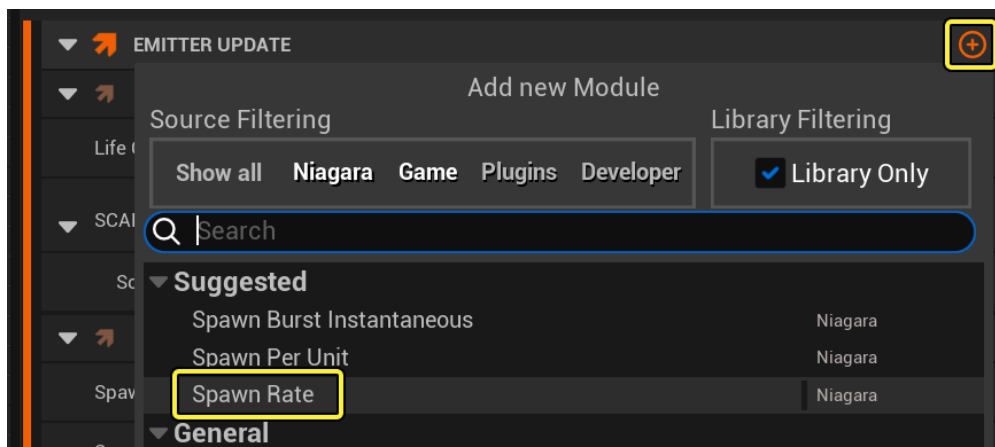 EMITTER UPDATE
Add new Module
Source Filtering
Library Filtering
Life
Show all Niagara Game Plugins Developer
Library Only
Search
Suggested
Spawn Burst Instantaneous Niagara
Spawn Per Unit Niagara
Spawn Rate Niagara
General